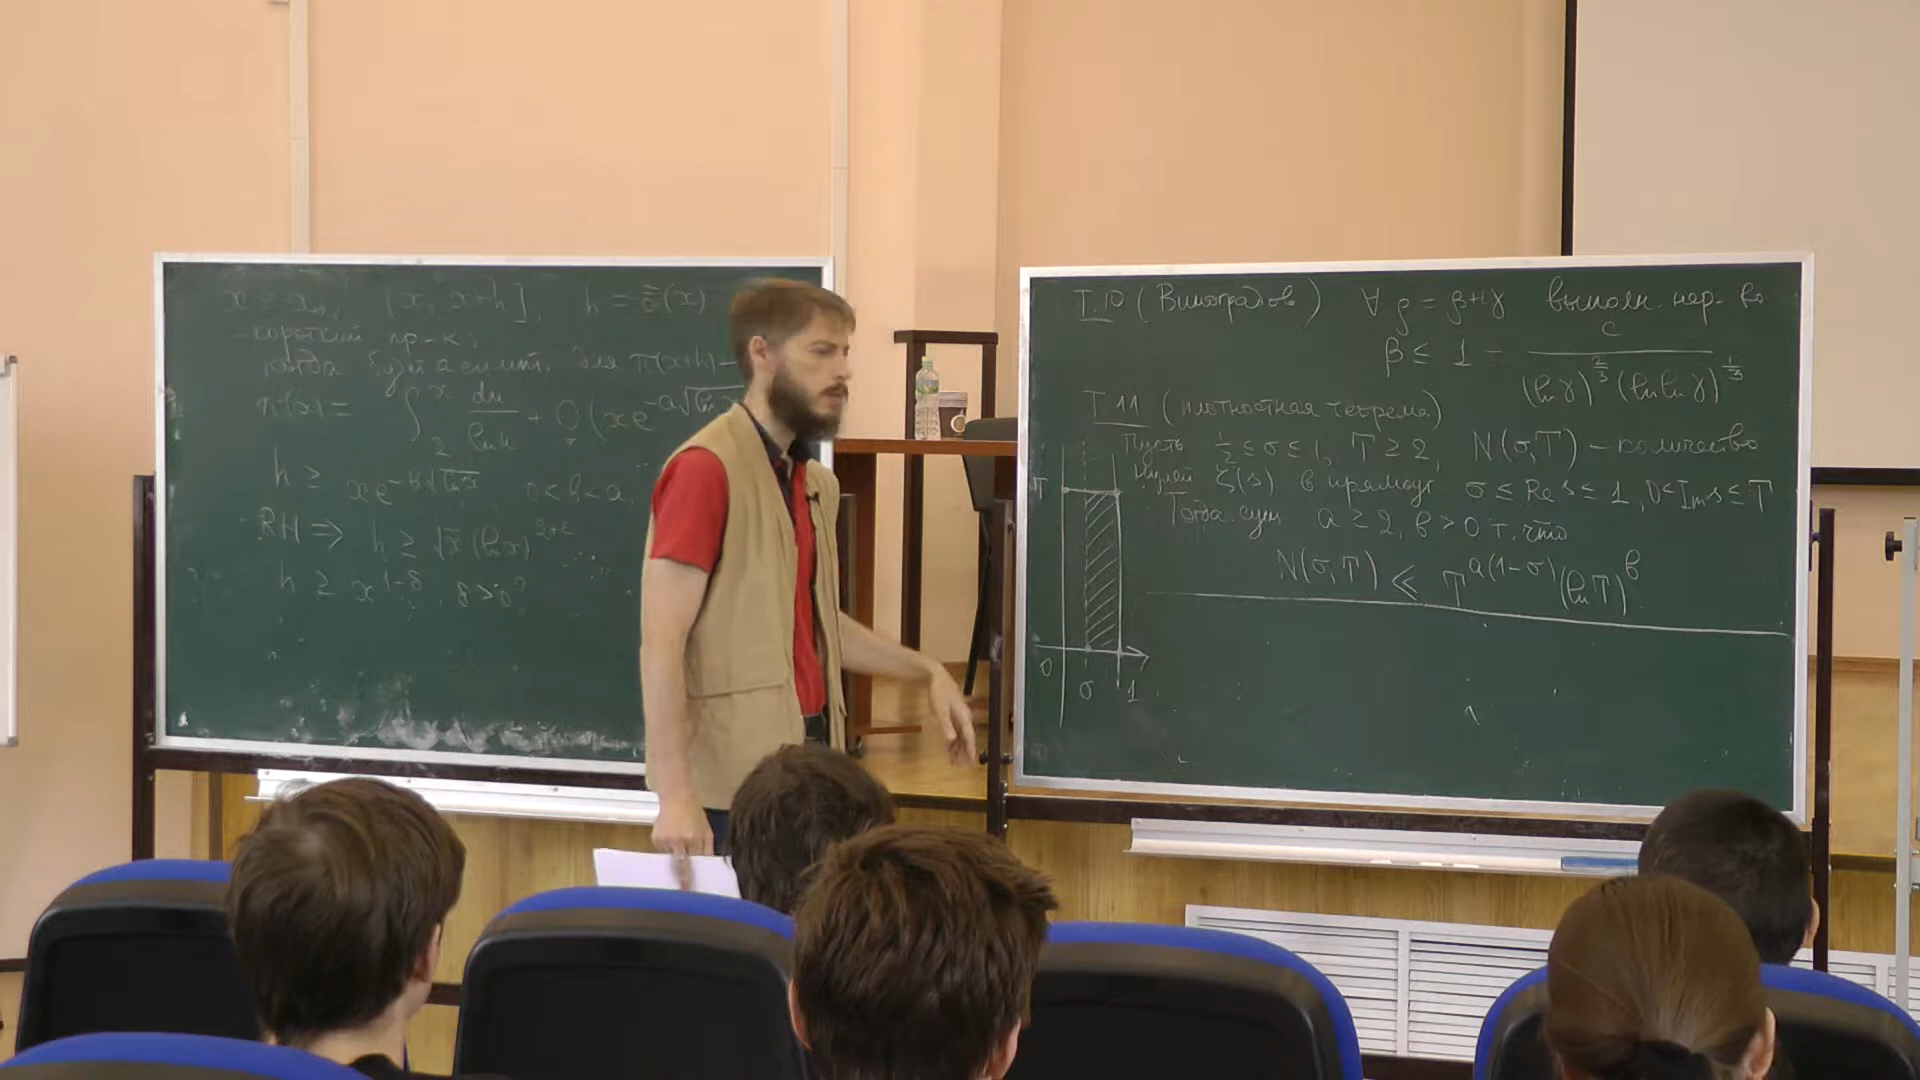 x = x₀, [x, x+h], h = ō(x)
- короткий пр-к,
тогда будет асимпт. для π(x+h) -
π(x) = ∫₂ˣ du/ln u + O(xe^{-a√ln x}
h ≥ xe^{-b√ln x}, 0 < b < a.
RH ⇒ h ≥ √x (ln x)^{2+ε}
h ≥ x^{1-δ}, δ > 0?
T.10 (Виноградов) ∀ ρ = β+iγ выполн. нер-во
β ≤ 1 - c/((ln γ)^{2/3} (ln ln γ)^{1/3})
T 11 (плотностная теорема)
Пусть 1/2 ≤ σ ≤ 1, T ≥ 2, N(σ,T) - количество
нулей ζ(s) в прямоуг σ ≤ Re s ≤ 1, 0 ≤ Im s ≤ T
Тогда сущ a ≥ 2, b > 0 т. что
N(σ,T) ≪ T^{a(1-σ)} (ln T)^b.
T
0 σ 1